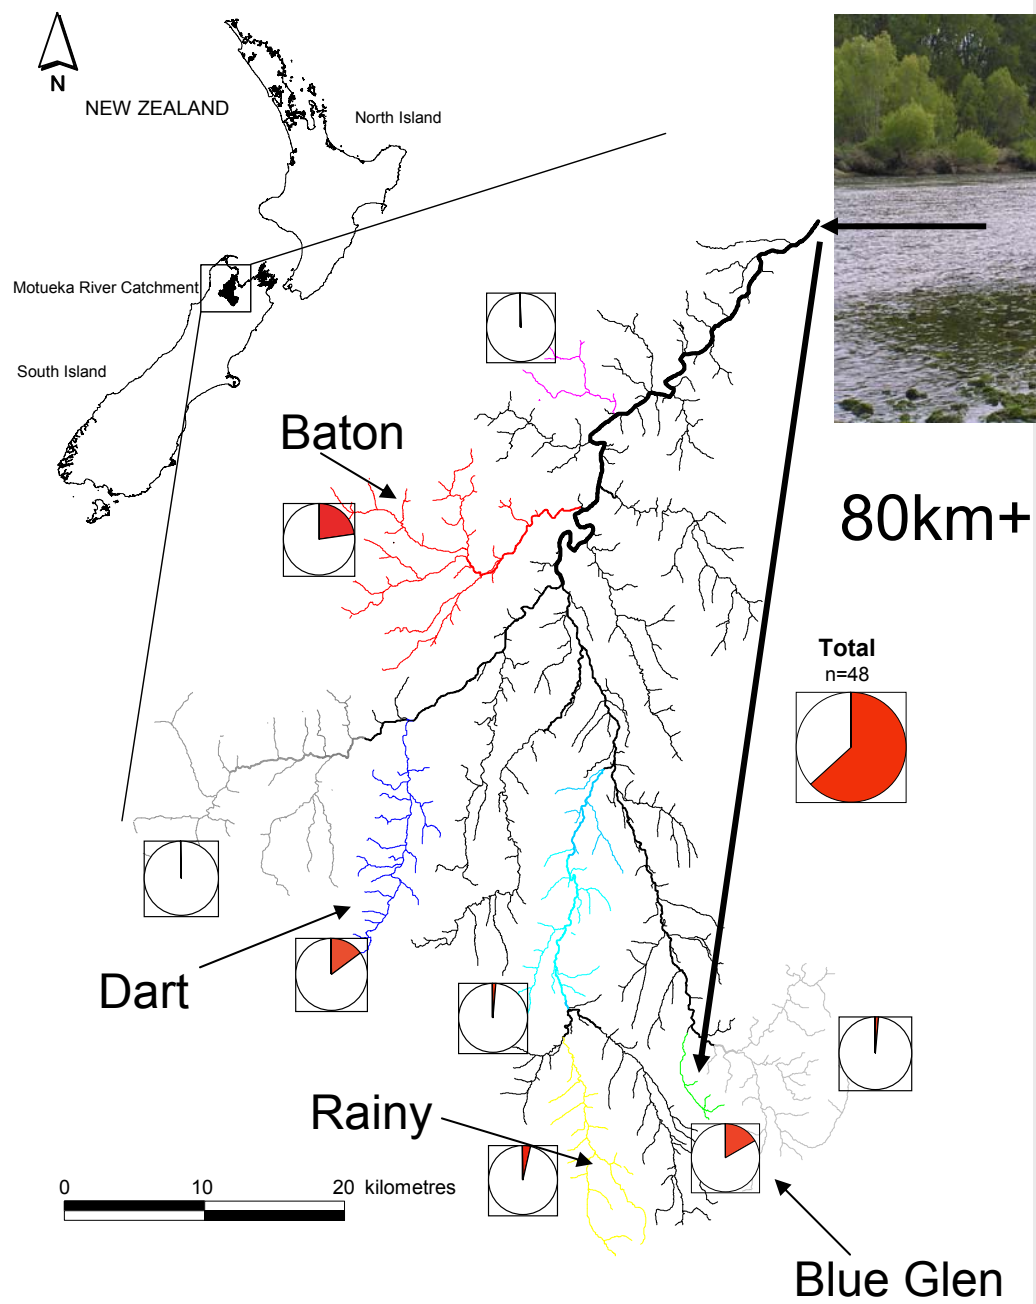 N
NEW ZEALAND
North Island
Motueka River Catchment
South Island
Baton
80km+
Total
n=48
Dart
Rainy
0 10 20 kilometres
Blue Glen